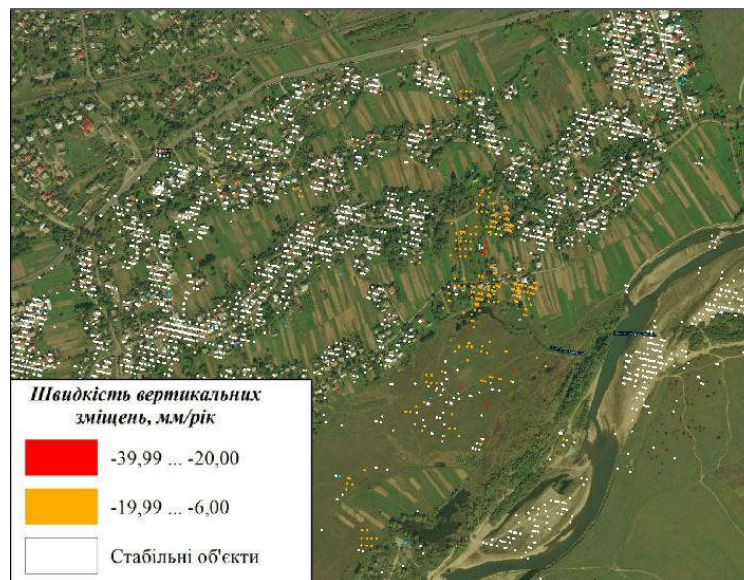 Швидкість вертикальних
зміщень, мм/рік
-39,99 ... -20,00
-19,99 ... -6,00
Стабільні об'єкти